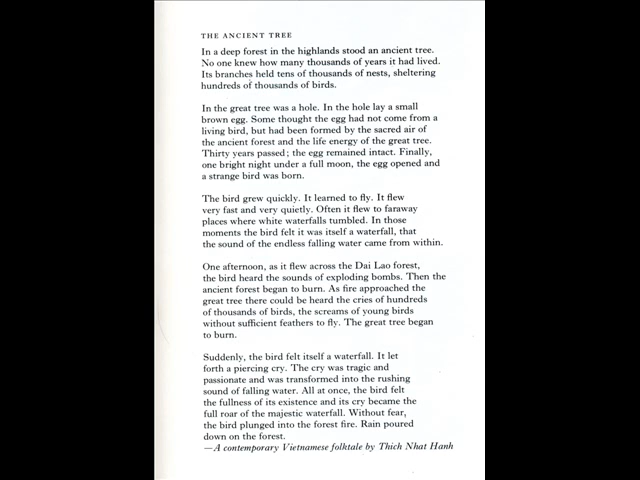 THE ANCIENT TREE
In a deep forest in the highlands stood an ancient tree.
No one knew how many thousands of years it had lived.
Its branches held tens of thousands of nests, sheltering
hundreds of thousands of birds.
In the great tree was a hole. In the hole lay a small
brown egg. Some thought the egg had not come from a
living bird, but had been formed by the sacred air of
the ancient forest and the life energy of the great tree.
Thirty years passed; the egg remained intact. Finally,
one bright night under a full moon, the egg opened and
a strange bird was born.
The bird grew quickly. It learned to fly. It flew
very fast and very quietly. Often it flew to faraway
places where white waterfalls tumbled. In those
moments the bird felt it was itself a waterfall, that
the sound of the endless falling water came from within.
One afternoon, as it flew across the Dai Lao forest,
the bird heard the sounds of exploding bombs. Then the
ancient forest began to burn. As fire approached the
great tree there could be heard the cries of hundreds
of thousands of birds, the screams of young birds
without sufficient feathers to fly. The great tree began
to burn.
Suddenly, the bird felt itself a waterfall. It let
forth a piercing cry. The cry was tragic and
passionate and was transformed into the rushing
sound of falling water. All at once, the bird felt
the fullness of its existence and its cry became the
full roar of the majestic waterfall. Without fear,
the bird plunged into the forest fire. Rain poured
down on the forest.
—A contemporary Vietnamese folktale by Thich Nhat Hanh